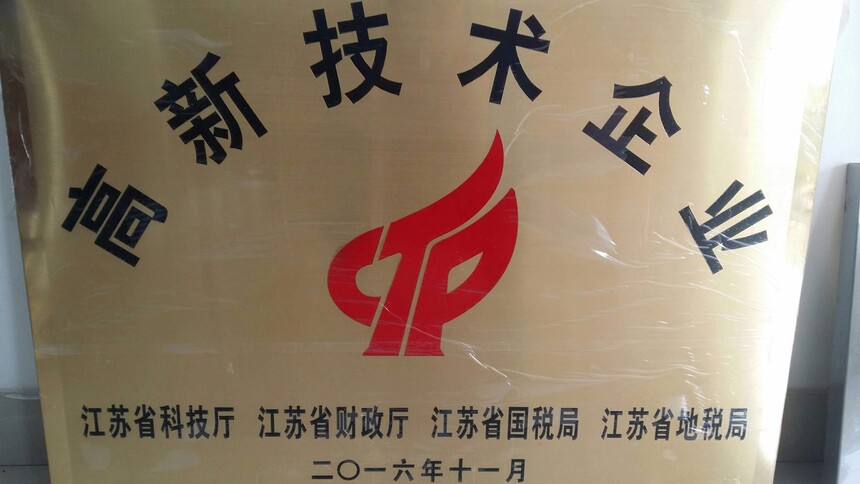 高新技术企业
江苏省科技厅 江苏省财政厅 江苏省国税局 江苏省地税局
二〇一六年十一月